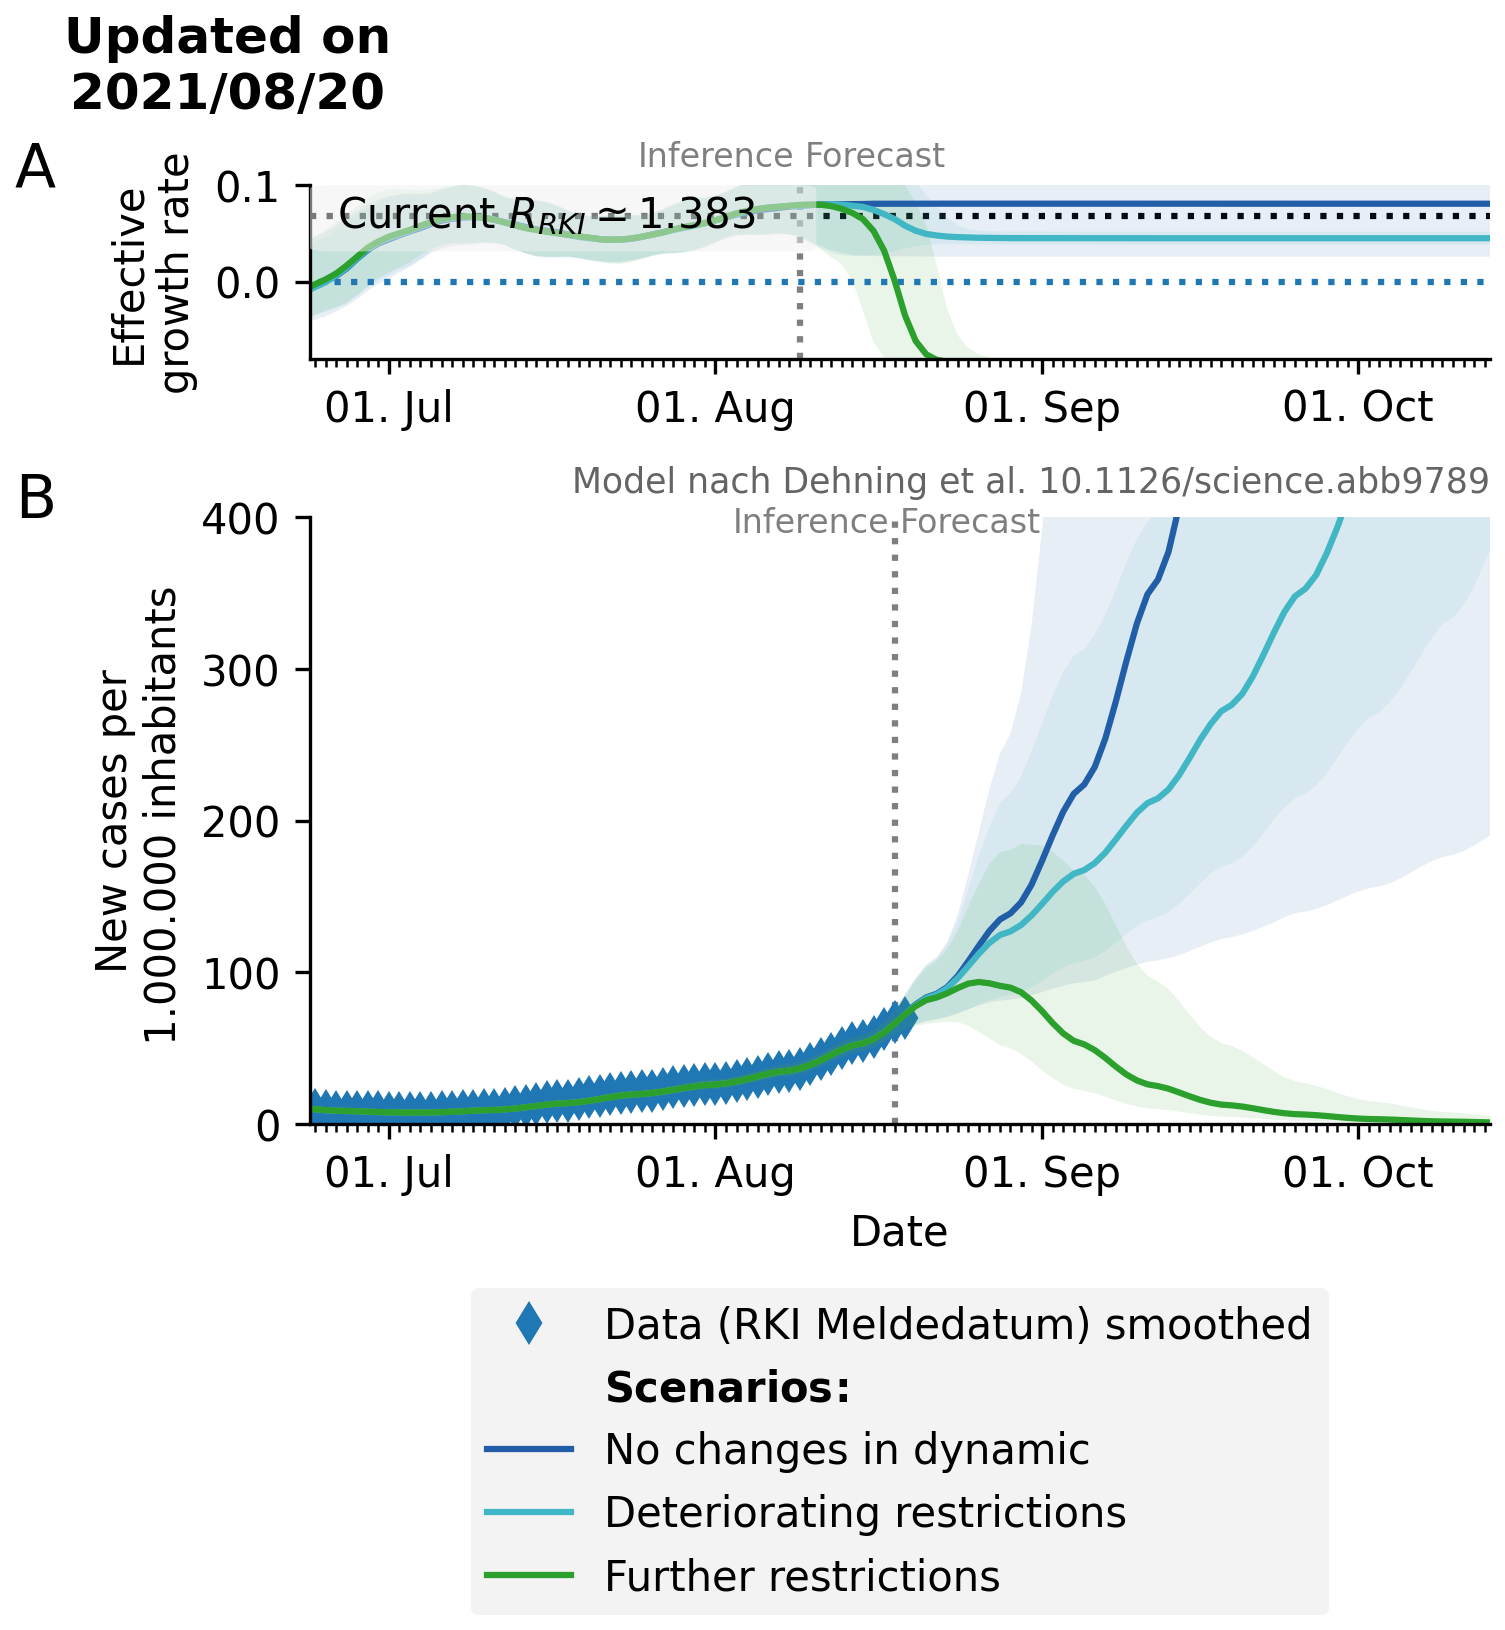 Updated on
2021/08/20
A
Inference Forecast
Effective
growth rate
0.1
0.0
Current R_RKI ≃ 1.383
01. Jul
01. Aug
01. Sep
01. Oct
B
Model nach Dehning et al. 10.1126/science.abb9789
Inference Forecast
New cases per
1.000.000 inhabitants
400
300
200
100
0
01. Jul
01. Aug
01. Sep
01. Oct
Date
Data (RKI Meldedatum) smoothed
Scenarios:
No changes in dynamic
Deteriorating restrictions
Further restrictions